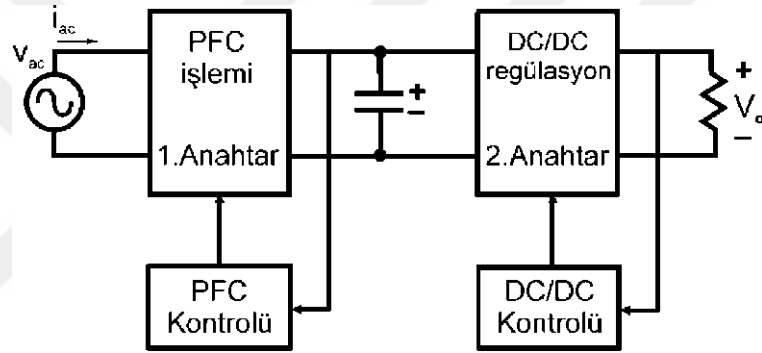 i_ac
v_ac
PFC
işlemi
1.Anahtar
+
−
DC/DC
regülasyon
2.Anahtar
+
V_o
−
PFC
Kontrolü
DC/DC
Kontrolü